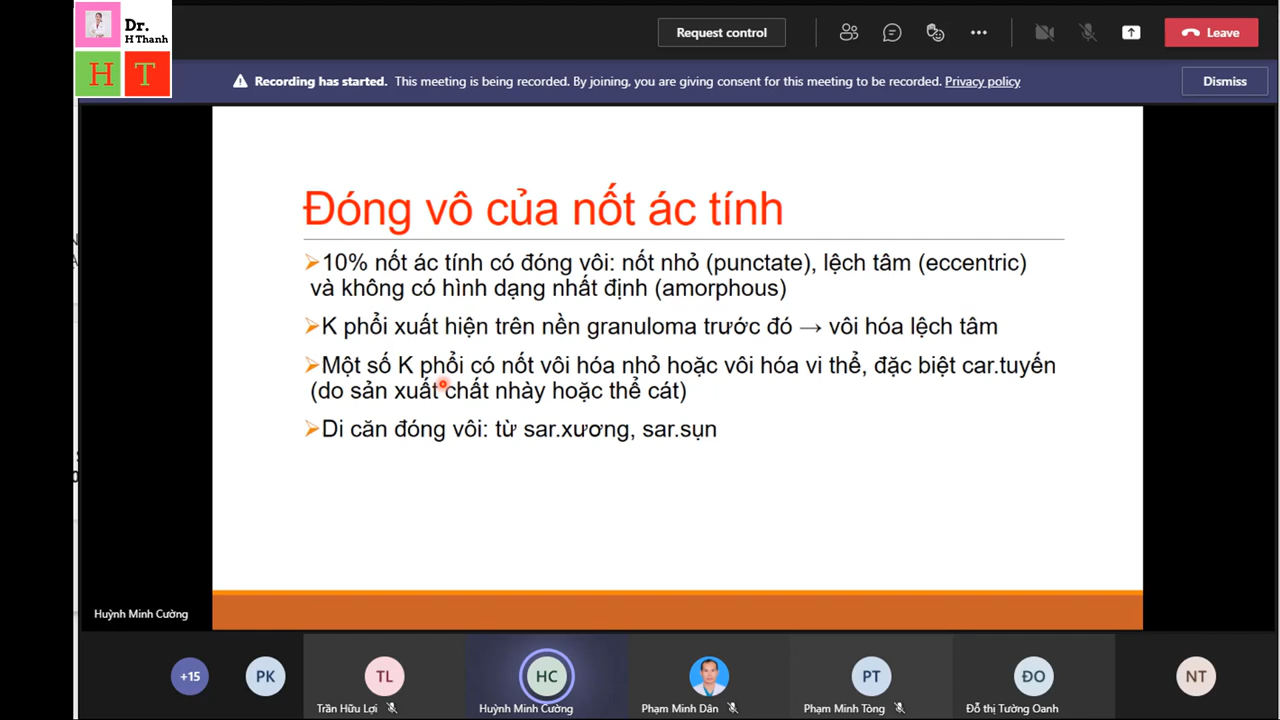 Dr.
H Thanh
H T
Request control
Leave
Recording has started. This meeting is being recorded. By joining, you are giving consent for this meeting to be recorded. Privacy policy
Dismiss
Đóng vô của nốt ác tính
10% nốt ác tính có đóng vôi: nốt nhỏ (punctate), lệch tâm (eccentric)
và không có hình dạng nhất định (amorphous)
K phổi xuất hiện trên nền granuloma trước đó → vôi hóa lệch tâm
Một số K phổi có nốt vôi hóa nhỏ hoặc vôi hóa vi thể, đặc biệt car.tuyến
(do sản xuất chất nhày hoặc thể cát)
Di căn đóng vôi: từ sar.xương, sar.sụn
Huỳnh Minh Cường
+15 PK TL HC PT ĐO NT
Trần Hữu Lợi Huỳnh Minh Cường Phạm Minh Dân Phạm Minh Tòng Đỗ thị Tường Oanh